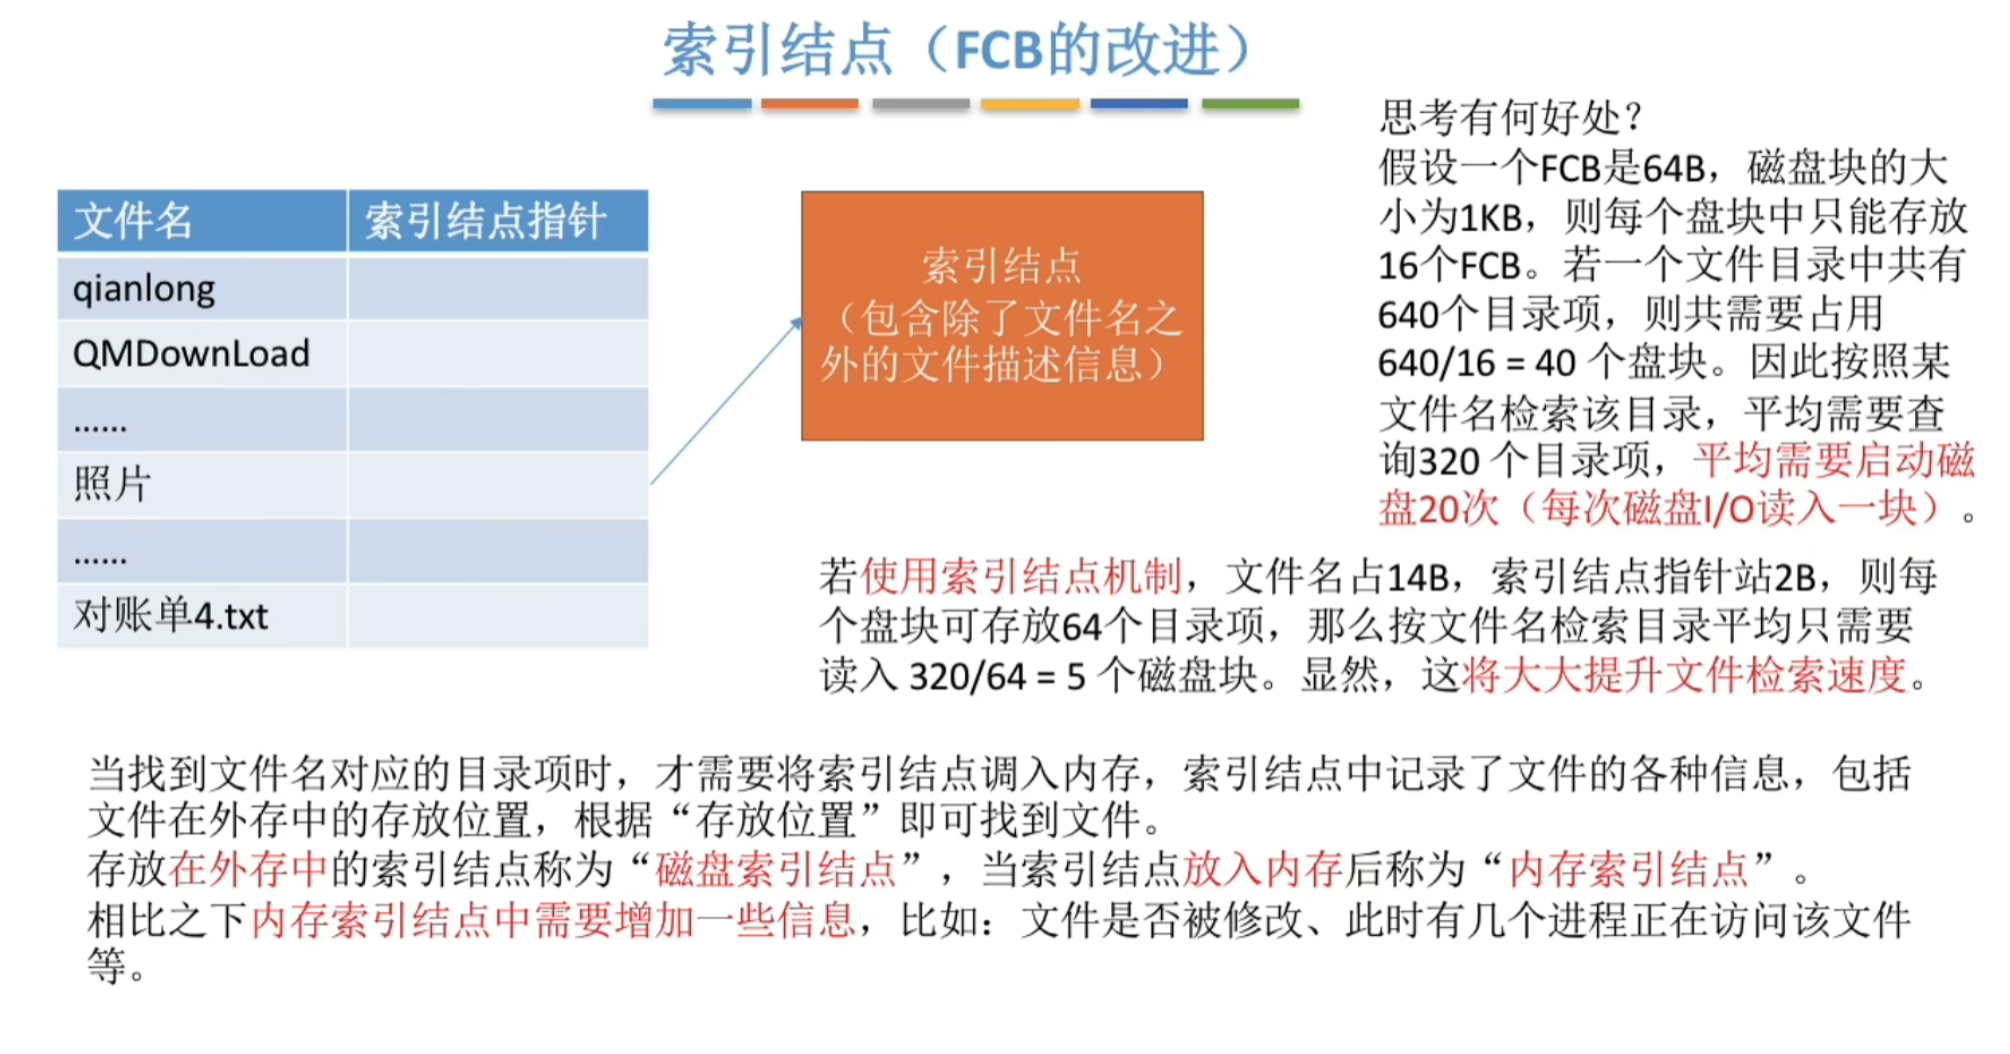 索引结点（FCB的改进）
思考有何好处？
假设一个FCB是64B，磁盘块的大
小为1KB，则每个盘块中只能存放
16个FCB。若一个文件目录中共有
640个目录项，则共需要占用
640/16 = 40 个盘块。因此按照某
文件名检索该目录，平均需要查
询320 个目录项，平均需要启动磁
盘20次（每次磁盘I/O读入一块）。
文件名 索引结点指针
qianlong
QMDownLoad
......
照片
......
对账单4.txt
索引结点
（包含除了文件名之
外的文件描述信息）
若使用索引结点机制，文件名占14B，索引结点指针站2B，则每
个盘块可存放64个目录项，那么按文件名检索目录平均只需要
读入 320/64 = 5 个磁盘块。显然，这将大大提升文件检索速度。
当找到文件名对应的目录项时，才需要将索引结点调入内存，索引结点中记录了文件的各种信息，包括
文件在外存中的存放位置，根据“存放位置”即可找到文件。
存放在外存中的索引结点称为“磁盘索引结点”，当索引结点放入内存后称为“内存索引结点”。
相比之下内存索引结点中需要增加一些信息，比如：文件是否被修改、此时有几个进程正在访问该文件
等。